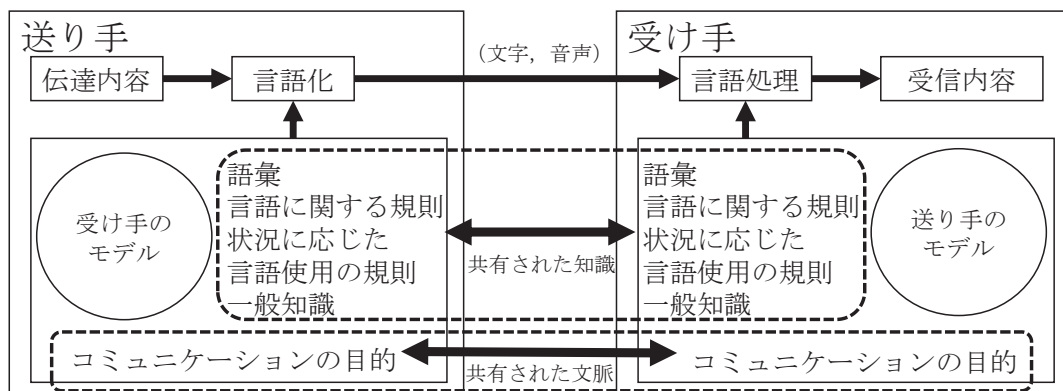 送り手
受け手
(文字，音声)
伝達内容
言語化
言語処理
受信内容
受け手の
モデル
語彙
言語に関する規則
状況に応じた
言語使用の規則
一般知識
共有された知識
語彙
言語に関する規則
状況に応じた
言語使用の規則
一般知識
送り手の
モデル
コミュニケーションの目的
共有された文脈
コミュニケーションの目的